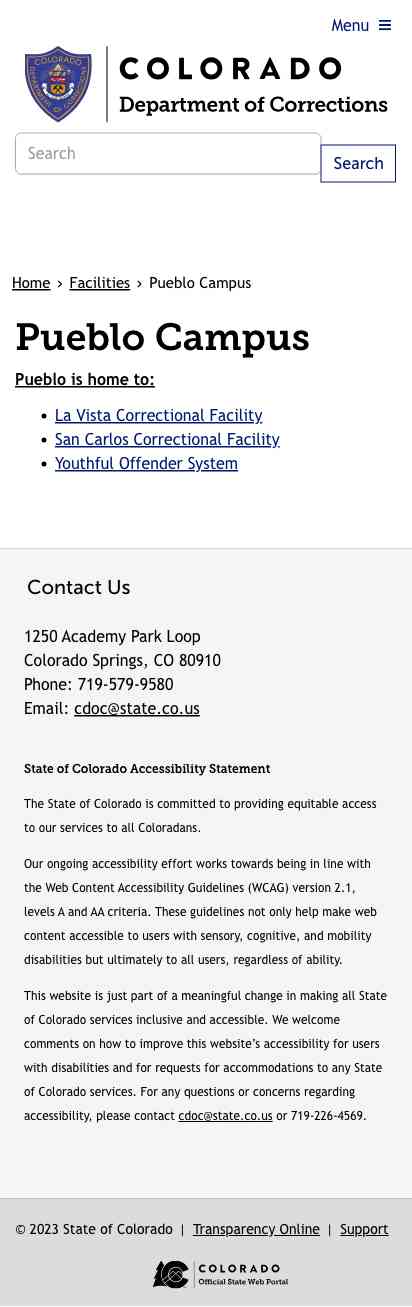 Menu
COLORADO
COLORADO
Department of Corrections
Search
Search
Home › Facilities › Pueblo Campus
Pueblo Campus
Pueblo is home to:
• La Vista Correctional Facility
• San Carlos Correctional Facility
• Youthful Offender System
Contact Us
1250 Academy Park Loop
Colorado Springs, CO 80910
Phone: 719-579-9580
Email: cdoc@state.co.us
State of Colorado Accessibility Statement
The State of Colorado is committed to providing equitable access
to our services to all Coloradans.
Our ongoing accessibility effort works towards being in line with
the Web Content Accessibility Guidelines (WCAG) version 2.1,
levels A and AA criteria. These guidelines not only help make web
content accessible to users with sensory, cognitive, and mobility
disabilities but ultimately to all users, regardless of ability.
This website is just part of a meaningful change in making all State
of Colorado services inclusive and accessible. We welcome
comments on how to improve this website's accessibility for users
with disabilities and for requests for accommodations to any State
of Colorado services. For any questions or concerns regarding
accessibility, please contact cdoc@state.co.us or 719-226-4569.
© 2023 State of Colorado | Transparency Online | Support
COLORADO
Official State Web Portal